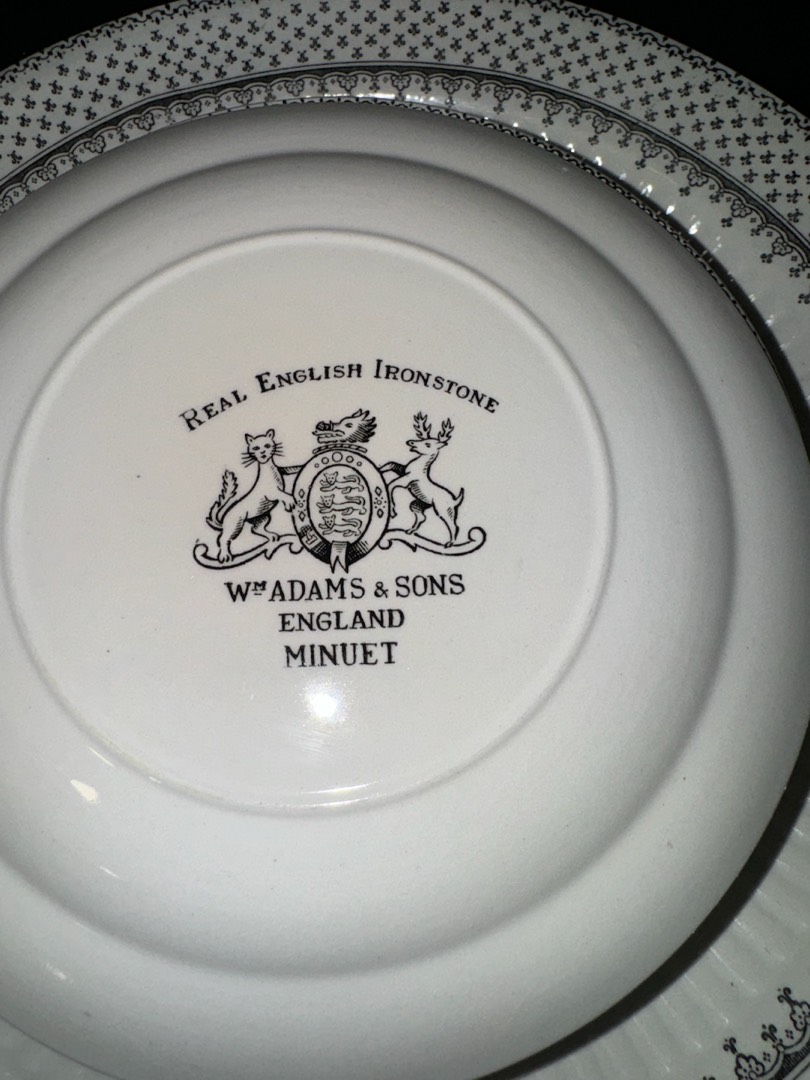 REAL ENGLISH IRONSTONE
Wᴹ ADAMS & SONS
ENGLAND
MINUET